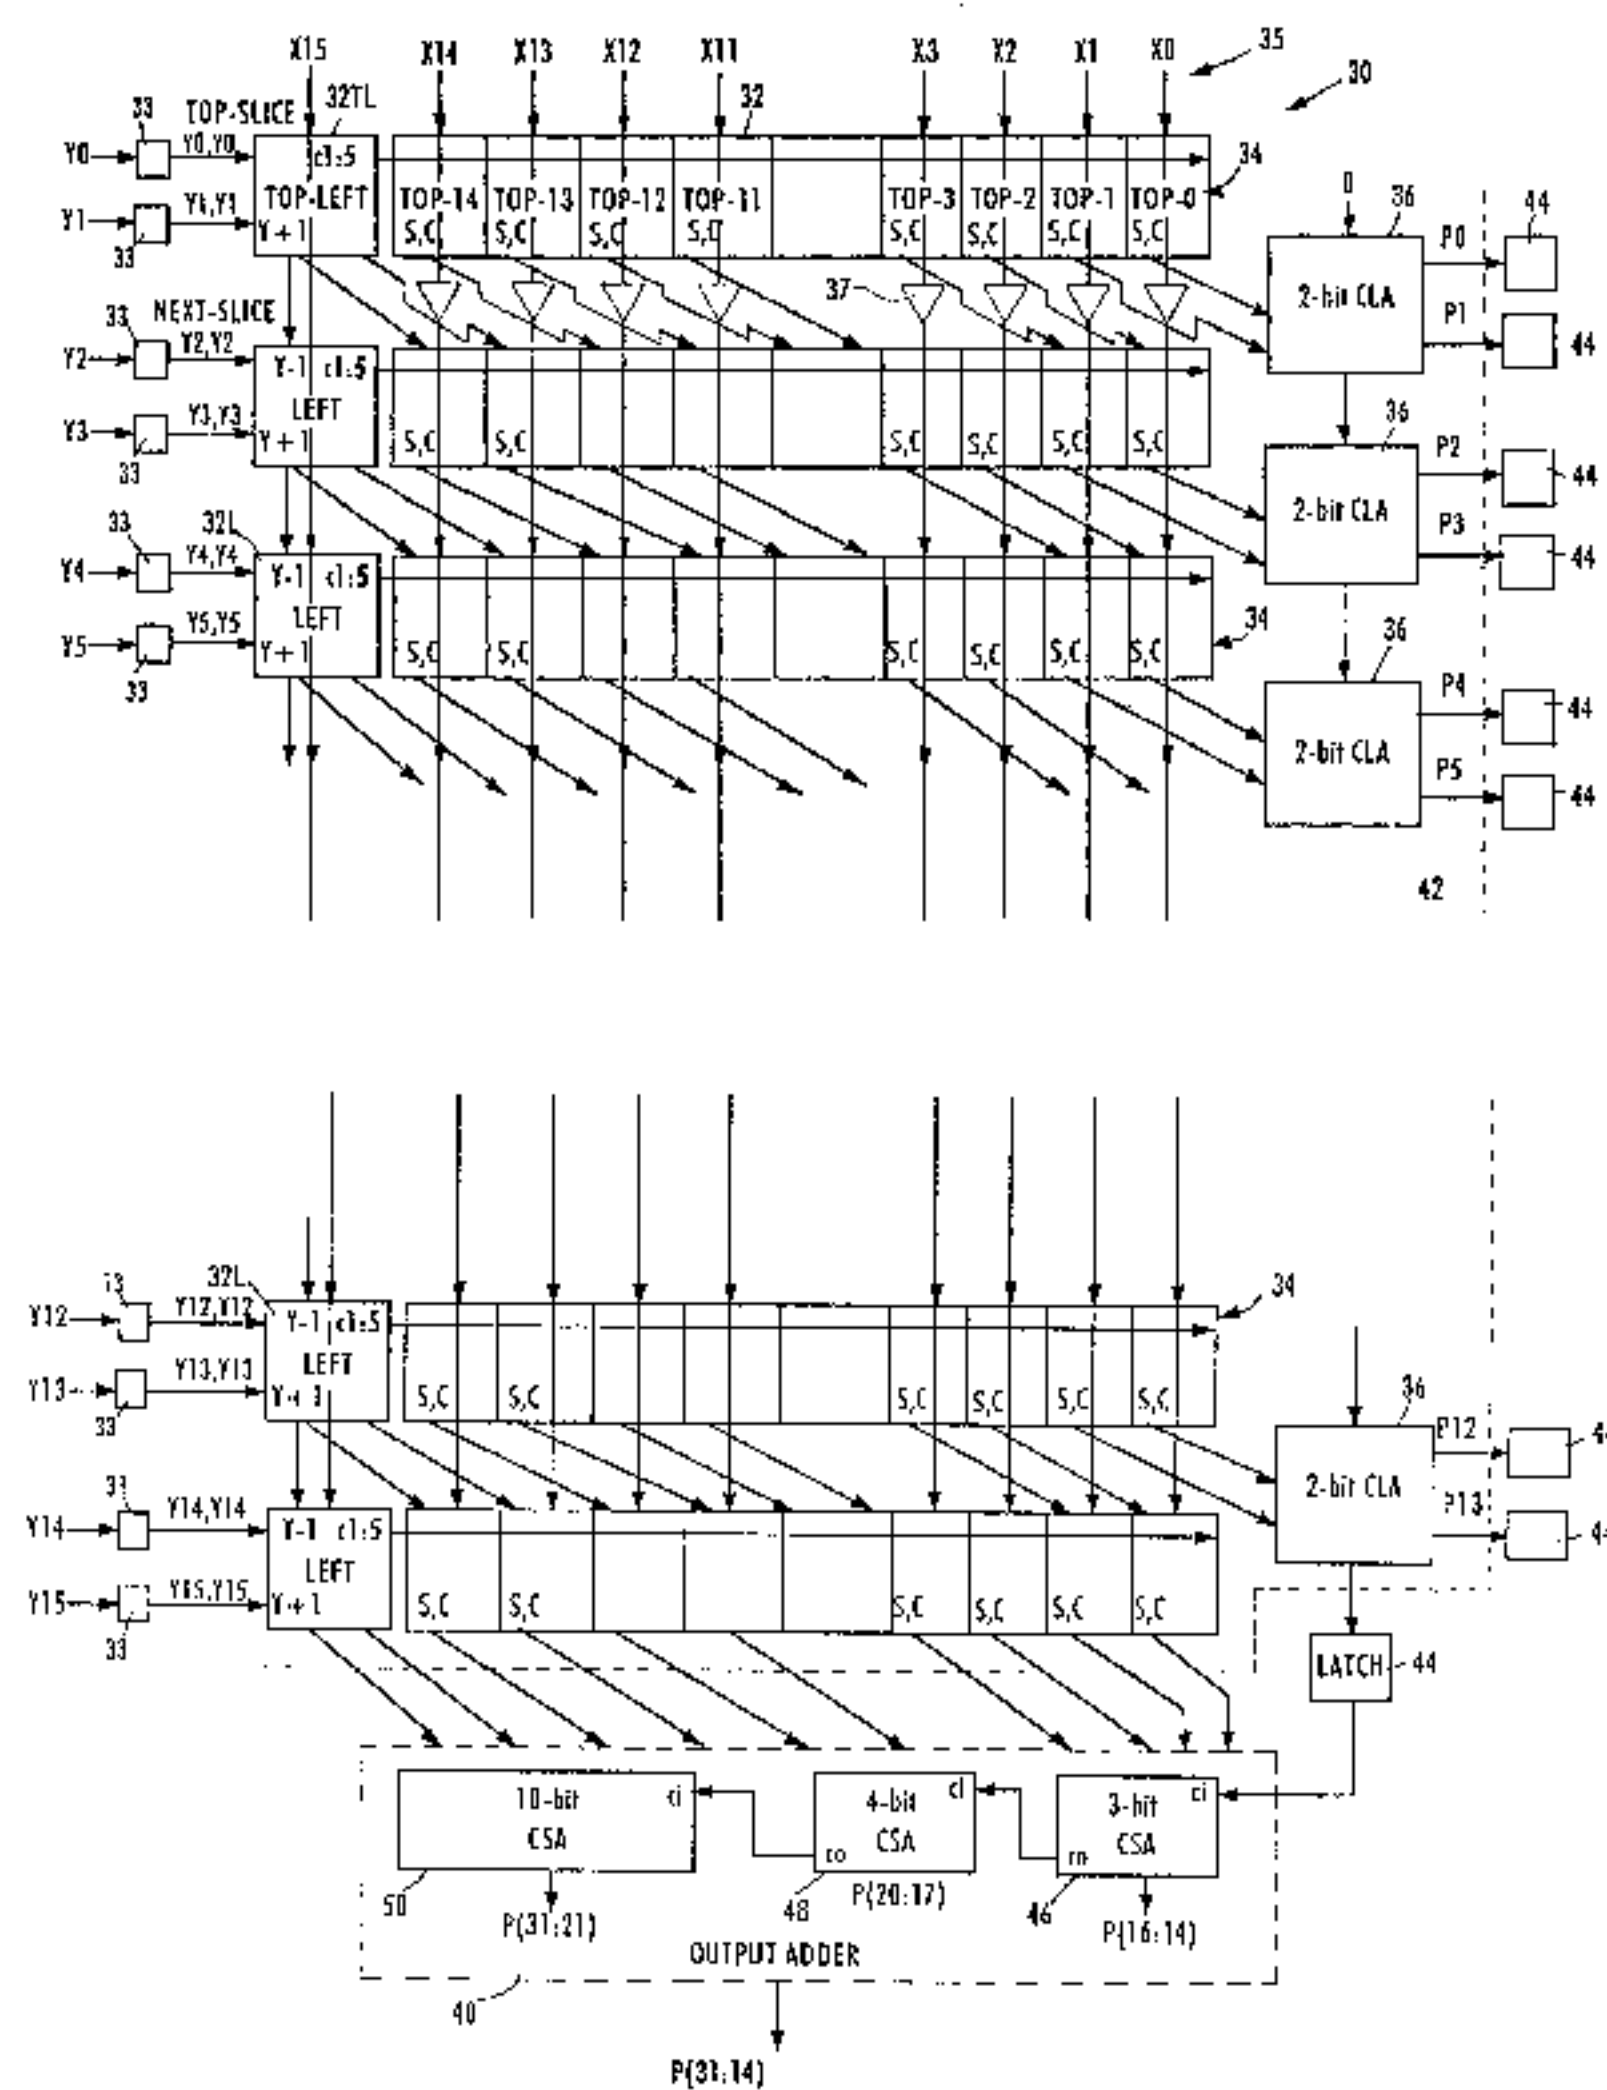 X15 X14 X13 X12 X11 X3 X2 X1 X0 35
30
33 TOP-SLICE 32TL 32
Y0 Y0,Y0 c1:5 34
TOP-LEFT TOP-14 TOP-13 TOP-12 TOP-11 TOP-3 TOP-2 TOP-1 TOP-0
Y1 Y1,Y1 Y+1 S,C S,C S,C S,C S,C S,C S,C S,C
33
0 36 P0 44
2-bit CLA
P1 44
37
33 NEXT-SLICE
Y2 Y2,Y2 Y-1 c1:5
LEFT
Y3 Y3,Y3 Y+1 S,C S,C S,C S,C S,C S,C
33
36 P2 44
2-bit CLA
P3 44
33 32L
Y4 Y4,Y4 Y-1 c1:5
LEFT 34
Y5 Y5,Y5 Y+1 S,C S,C S,C S,C S,C S,C
33
36 P4 44
2-bit CLA
P5 44
42
32L
Y12 Y12,Y12 Y-1 c1:5 34
LEFT
Y13 Y13,Y13 S,C S,C S,C S,C S,C S,C
33
36 P12
2-bit CLA
P13
Y14 Y14,Y14 Y-1 c1:5
LEFT
Y15 Y+1 S,C S,C S,C S,C S,C S,C
33
LATCH 44
10-bit CSA ci
4-bit CSA co
3-bit CSA ci
50 48 46
P(31:21) P(20:17) P(16:14)
OUTPUT ADDER
40
P(31:14)